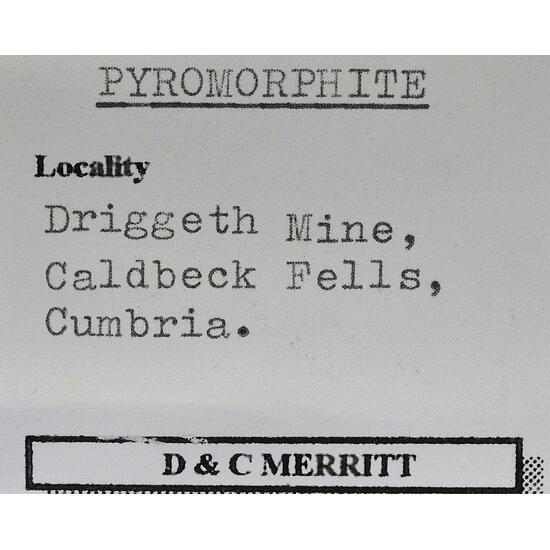 PYROMORPHITE
Locality
Driggeth Mine,
Caldbeck Fells,
Cumbria.
D & C MERRITT